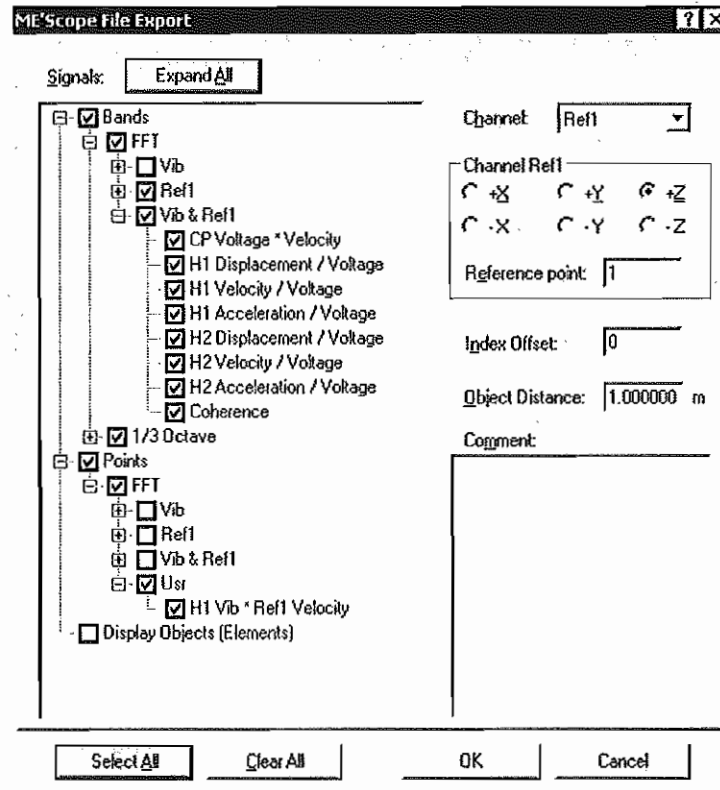 ME'Scope File Export
Signals: Expand All
Bands
FFT
Vib
Ref1
Vib & Ref1
CP Voltage * Velocity
H1 Displacement / Voltage
H1 Velocity / Voltage
H1 Acceleration / Voltage
H2 Displacement / Voltage
H2 Velocity / Voltage
H2 Acceleration / Voltage
Coherence
1/3 Octave
Points
FFT
Vib
Ref1
Vib & Ref1
Usr
H1 Vib * Ref1 Velocity
Display Objects (Elements)
Channel: Ref1
Channel Ref1
+X +Y +Z
-X -Y -Z
Reference point: 1
Index Offset: 0
Object Distance: 1.000000 m
Comment:
Select All Clear All OK Cancel